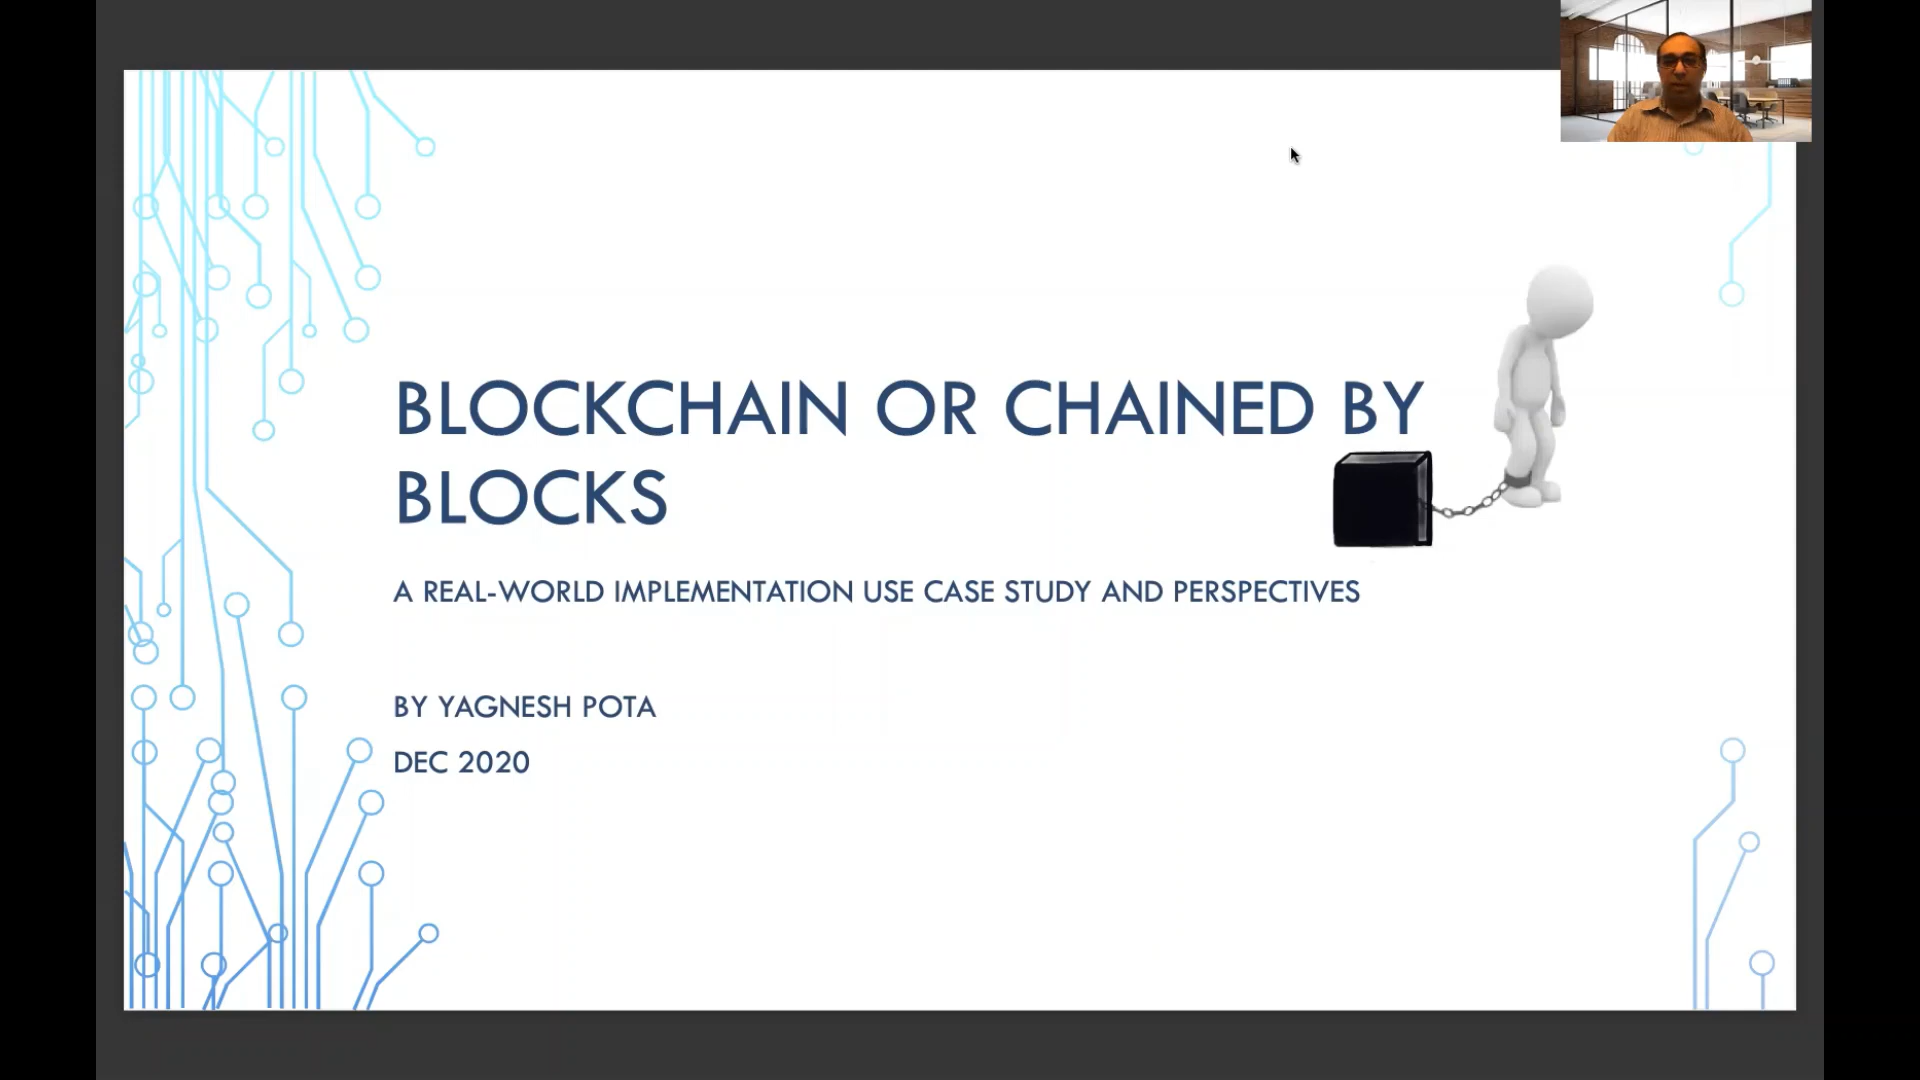 BLOCKCHAIN OR CHAINED BY
BLOCKS
A REAL-WORLD IMPLEMENTATION USE CASE STUDY AND PERSPECTIVES
BY YAGNESH POTA
DEC 2020